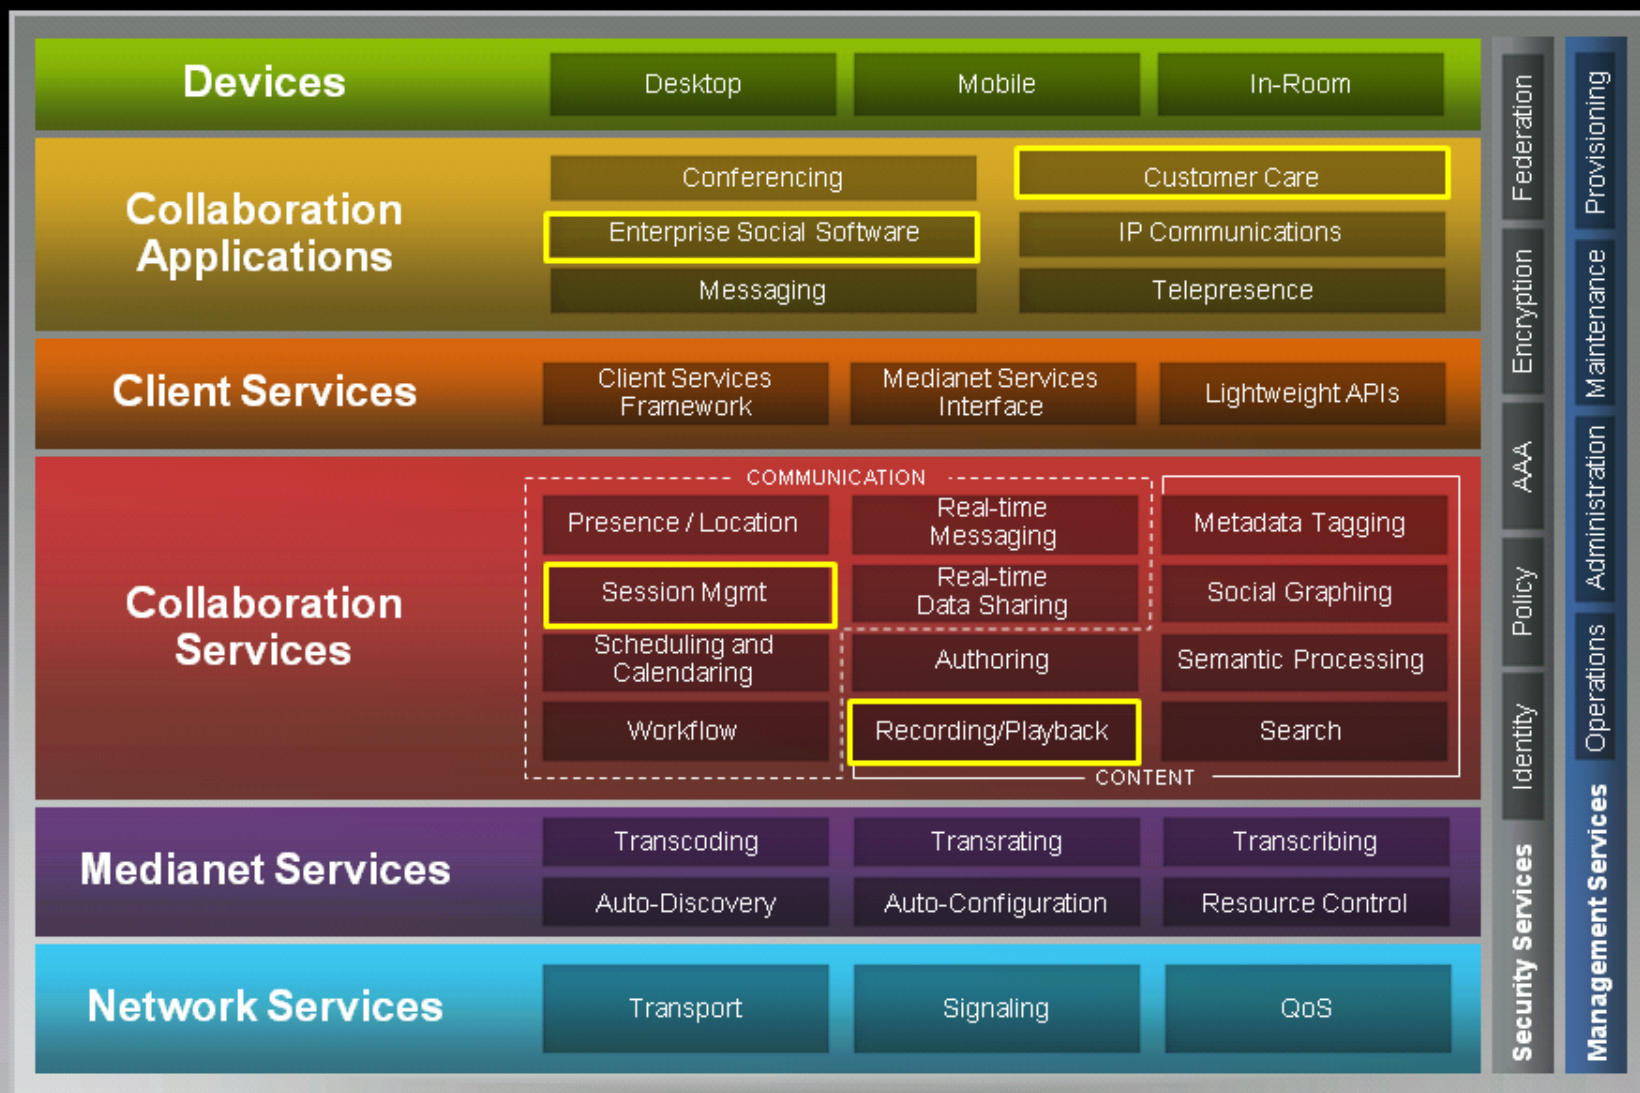 Devices
Desktop
Mobile
In-Room
Collaboration
Applications
Conferencing
Customer Care
Enterprise Social Software
IP Communications
Messaging
Telepresence
Client Services
Client Services
Framework
Medianet Services
Interface
Lightweight APIs
Collaboration
Services
COMMUNICATION
Presence / Location
Real-time
Messaging
Metadata Tagging
Session Mgmt
Real-time
Data Sharing
Social Graphing
Scheduling and
Calendaring
Authoring
Semantic Processing
Workflow
Recording/Playback
Search
CONTENT
Medianet Services
Transcoding
Transrating
Transcribing
Auto-Discovery
Auto-Configuration
Resource Control
Network Services
Transport
Signaling
QoS
Security Services
Identity
Policy
AAA
Encryption
Federation
Management Services
Operations
Administration
Maintenance
Provisioning